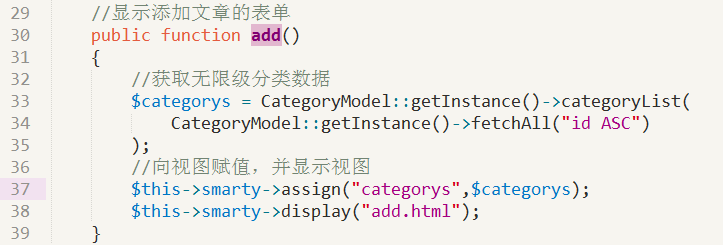 29 //显示添加文章的表单
30 public function add()
31 {
32 //获取无限级分类数据
33 $categorys = CategoryModel::getInstance()->categoryList(
34 CategoryModel::getInstance()->fetchAll("id ASC")
35 );
36 //向视图赋值，并显示视图
37 $this->smarty->assign("categorys",$categorys);
38 $this->smarty->display("add.html");
39 }